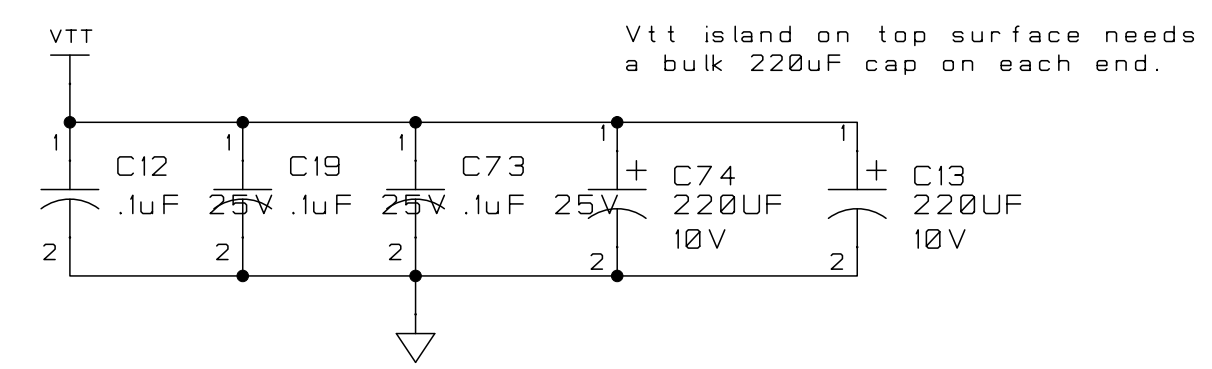 VTT
Vtt island on top surface needs
a bulk 220uF cap on each end.
1
C12
.1uF 25V
2
1
C19
.1uF 25V
2
1
C73
.1uF 25V
2
1
+
C74
220UF
10V
2
1
+
C13
220UF
10V
2